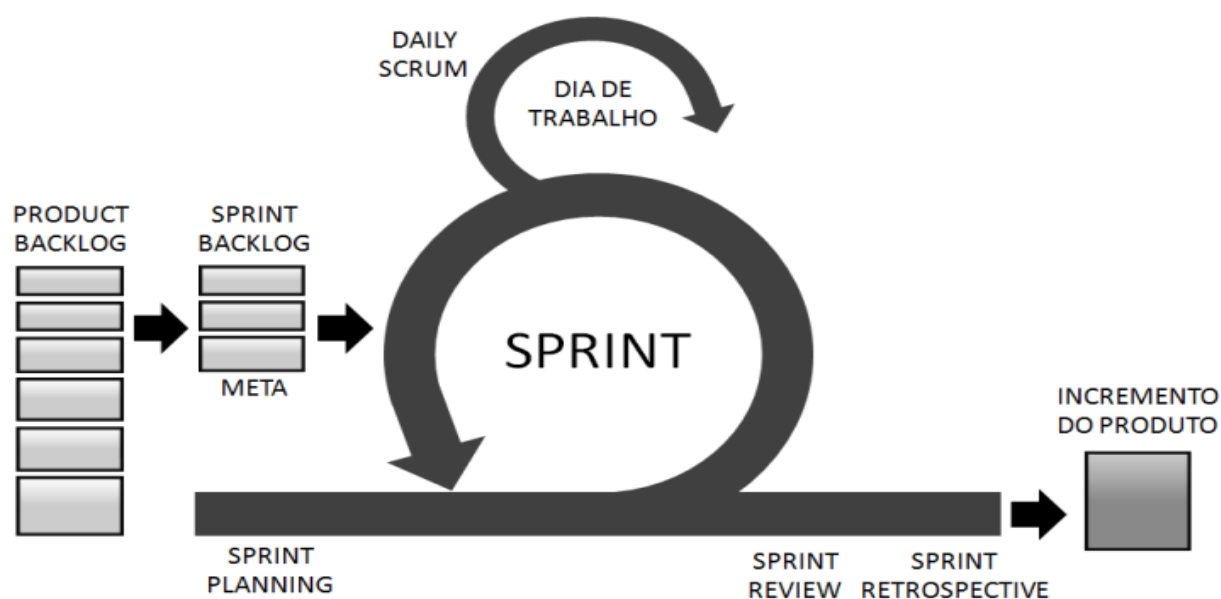 DAILY
SCRUM
DIA DE
TRABALHO
PRODUCT
BACKLOG
SPRINT
BACKLOG
META
SPRINT
INCREMENTO
DO PRODUTO
SPRINT
PLANNING
SPRINT
REVIEW
SPRINT
RETROSPECTIVE